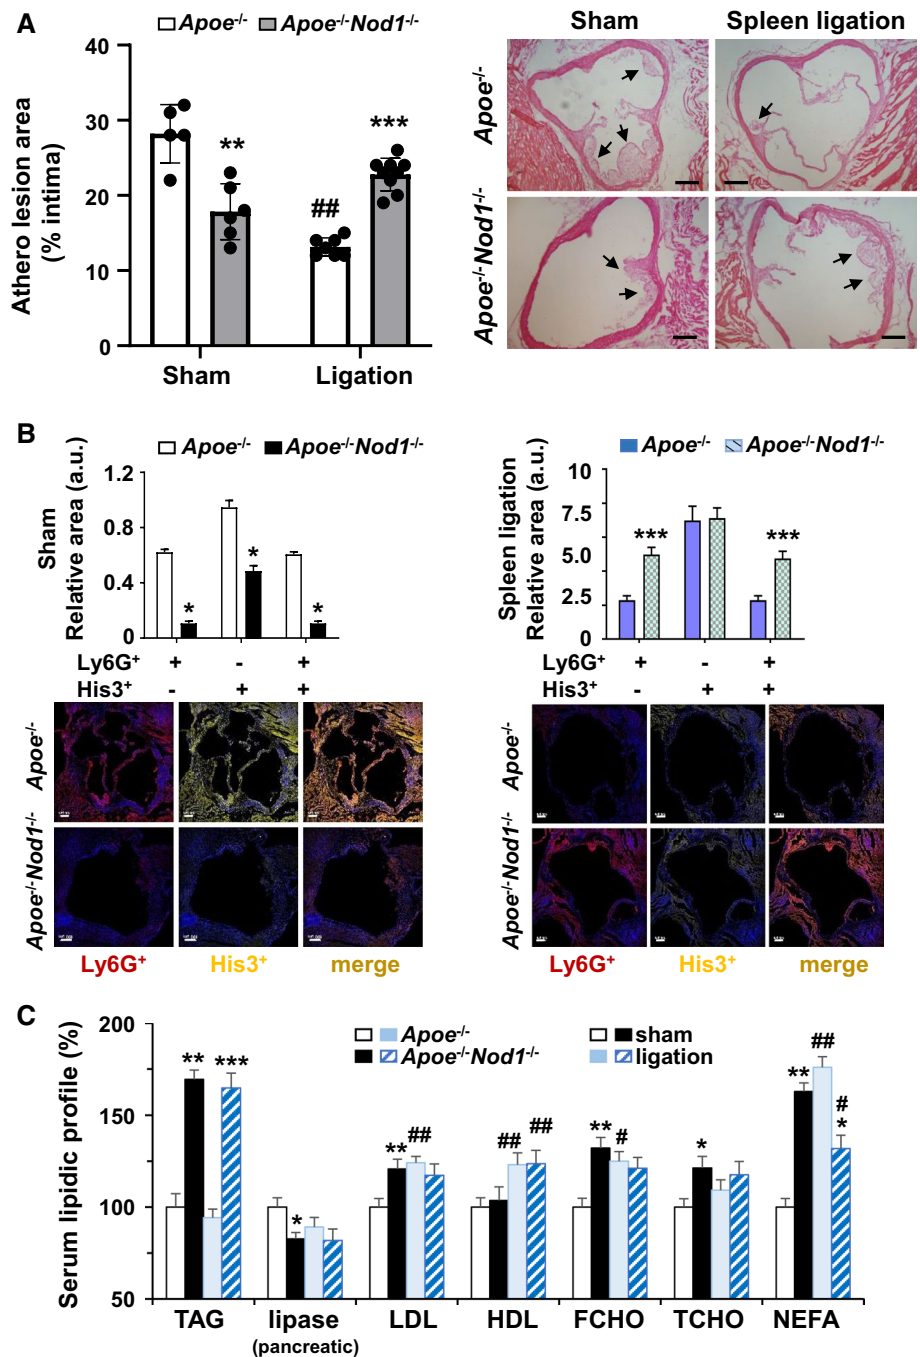 A
Apoe-/- Apoe-/-Nod1-/-
Athero lesion area
(% intima)
40
30
20
10
0
**
##
***
Sham Ligation
Sham Spleen ligation
Apoe-/-
Apoe-/-Nod1-/-
B
Apoe-/- Apoe-/-Nod1-/-
Sham
Relative area (a.u.)
1.2
0.8
0.4
0
* * *
Ly6G+ + - +
His3+ - + +
Apoe-/-
Apoe-/-Nod1-/-
Ly6G+ His3+ merge
Apoe-/- Apoe-/-Nod1-/-
Spleen ligation
Relative area (a.u.)
10
7.5
5.0
2.5
0
*** ***
Ly6G+ + - +
His3+ - + +
Apoe-/-
Apoe-/-Nod1-/-
Ly6G+ His3+ merge
C
Serum lipidic profile (%)
200
150
100
50
Apoe-/- sham
Apoe-/-Nod1-/- ligation
** *** * ** ## ## ## ** # * ** ## # *
TAG lipase LDL HDL FCHO TCHO NEFA
(pancreatic)